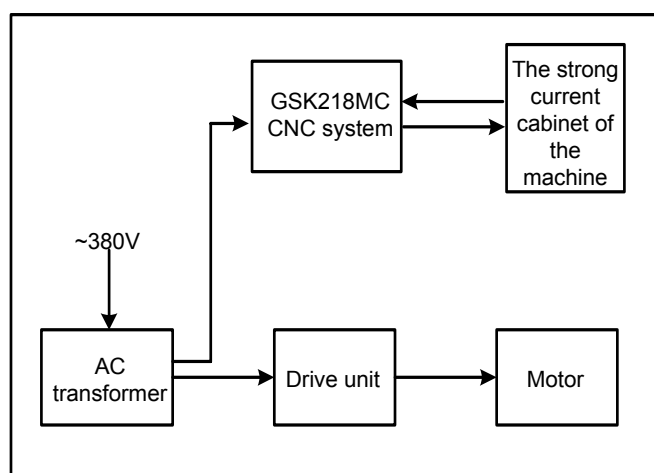 GSK218MC
CNC system
The strong
current
cabinet of
the
machine
~380V
AC
transformer
Drive unit
Motor